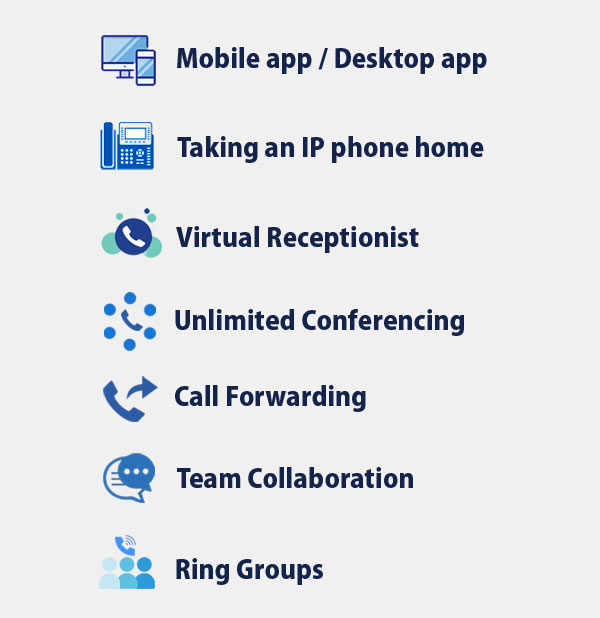 Mobile app / Desktop app
Taking an IP phone home
Virtual Receptionist
Unlimited Conferencing
Call Forwarding
Team Collaboration
Ring Groups